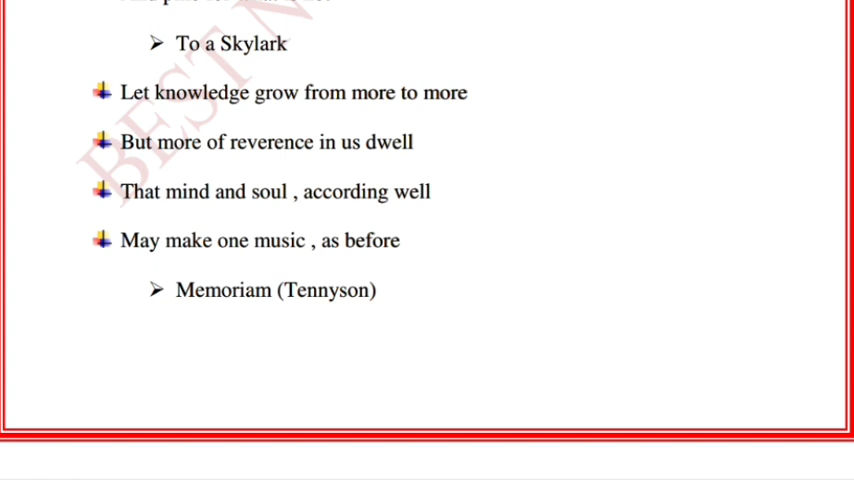 To a Skylark
Let knowledge grow from more to more
But more of reverence in us dwell
That mind and soul , according well
May make one music , as before
Memoriam (Tennyson)
BEST N